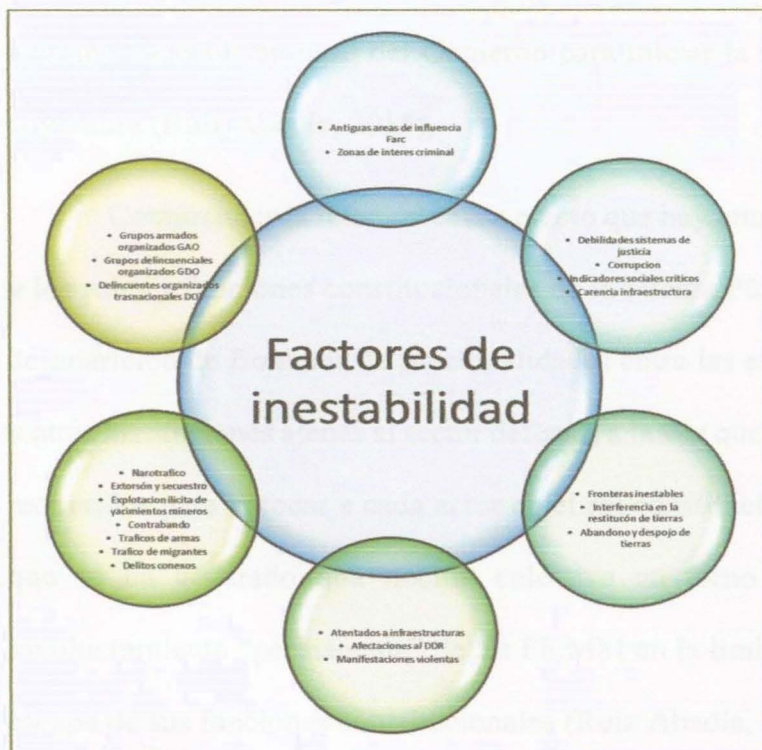 • Antiguas areas de influencia
Farc
• Zonas de interes criminal
• Debilidades sistemas de
justicia
• Corrupcion
• Indicadores sociales criticos
• Carencia infraestructura
• Fronteras inestables
• Interferencia en la
restitucón de tierras
• Abandono y despojo de
tierras
• Atentados a infraestructuras
• Afectaciones al DDR
• Manifestaciones violentas
• Narotrafico
• Extorsón y secuestro
• Explotacion ilicita de
yacimientos mineros
• Contrabando
• Traficos de armas
• Trafico de migrantes
• Delitos conexos
• Grupos armados
organizados GAO
• Grupos delincuenciales
organizados GDO
• Delincuentes organizados
trasnacionales
Factores de
inestabilidad